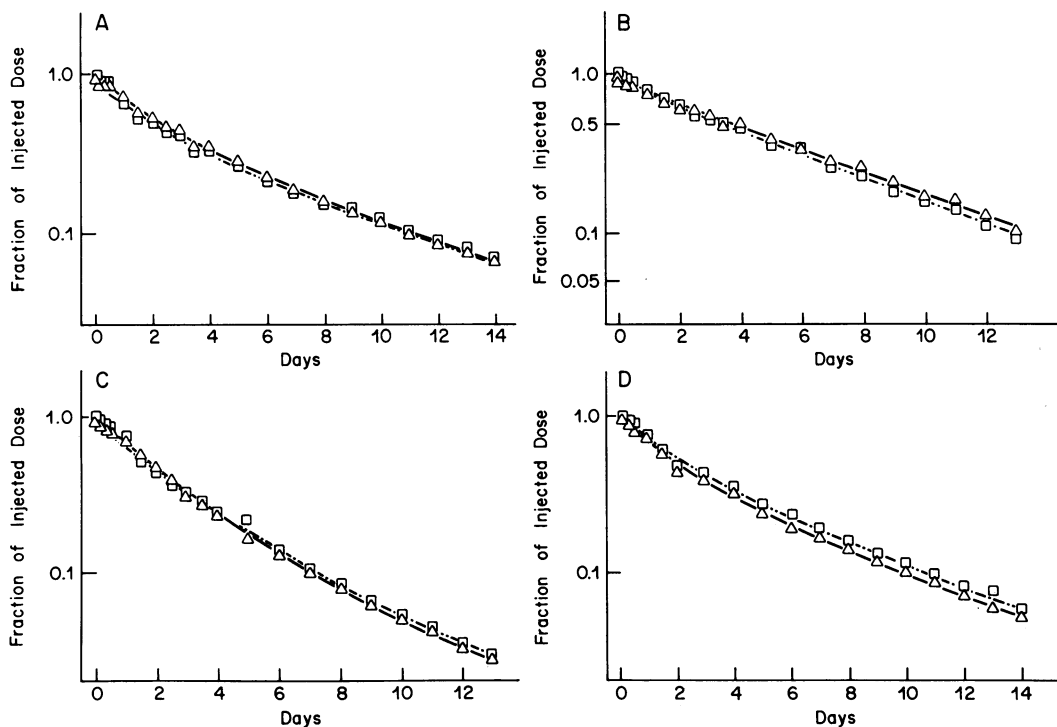 A
Fraction of Injected Dose
1.0
0.1
0 2 4 6 8 10 12 14
Days
B
Fraction of Injected Dose
1.0
0.5
0.1
0.05
0 2 4 6 8 10 12
Days
C
Fraction of Injected Dose
1.0
0.1
0 2 4 6 8 10 12
Days
D
Fraction of Injected Dose
1.0
0.1
0 2 4 6 8 10 12 14
Days